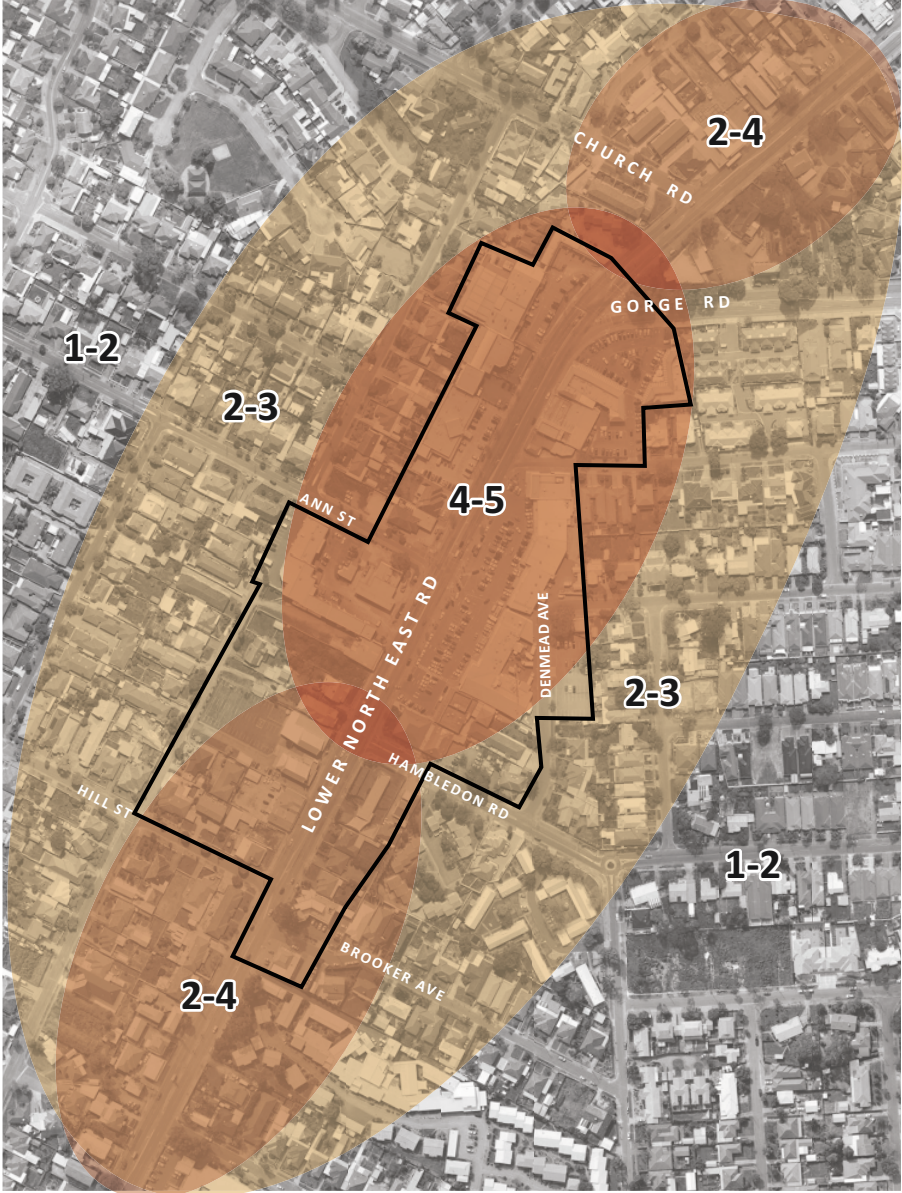 2-4
CHURCH RD
GORGE RD
1-2
2-3
4-5
ANN ST
LOWER NORTH EAST RD
DENMEAD AVE
2-3
HAMBLEDON RD
HILL ST
1-2
BROOKER AVE
2-4